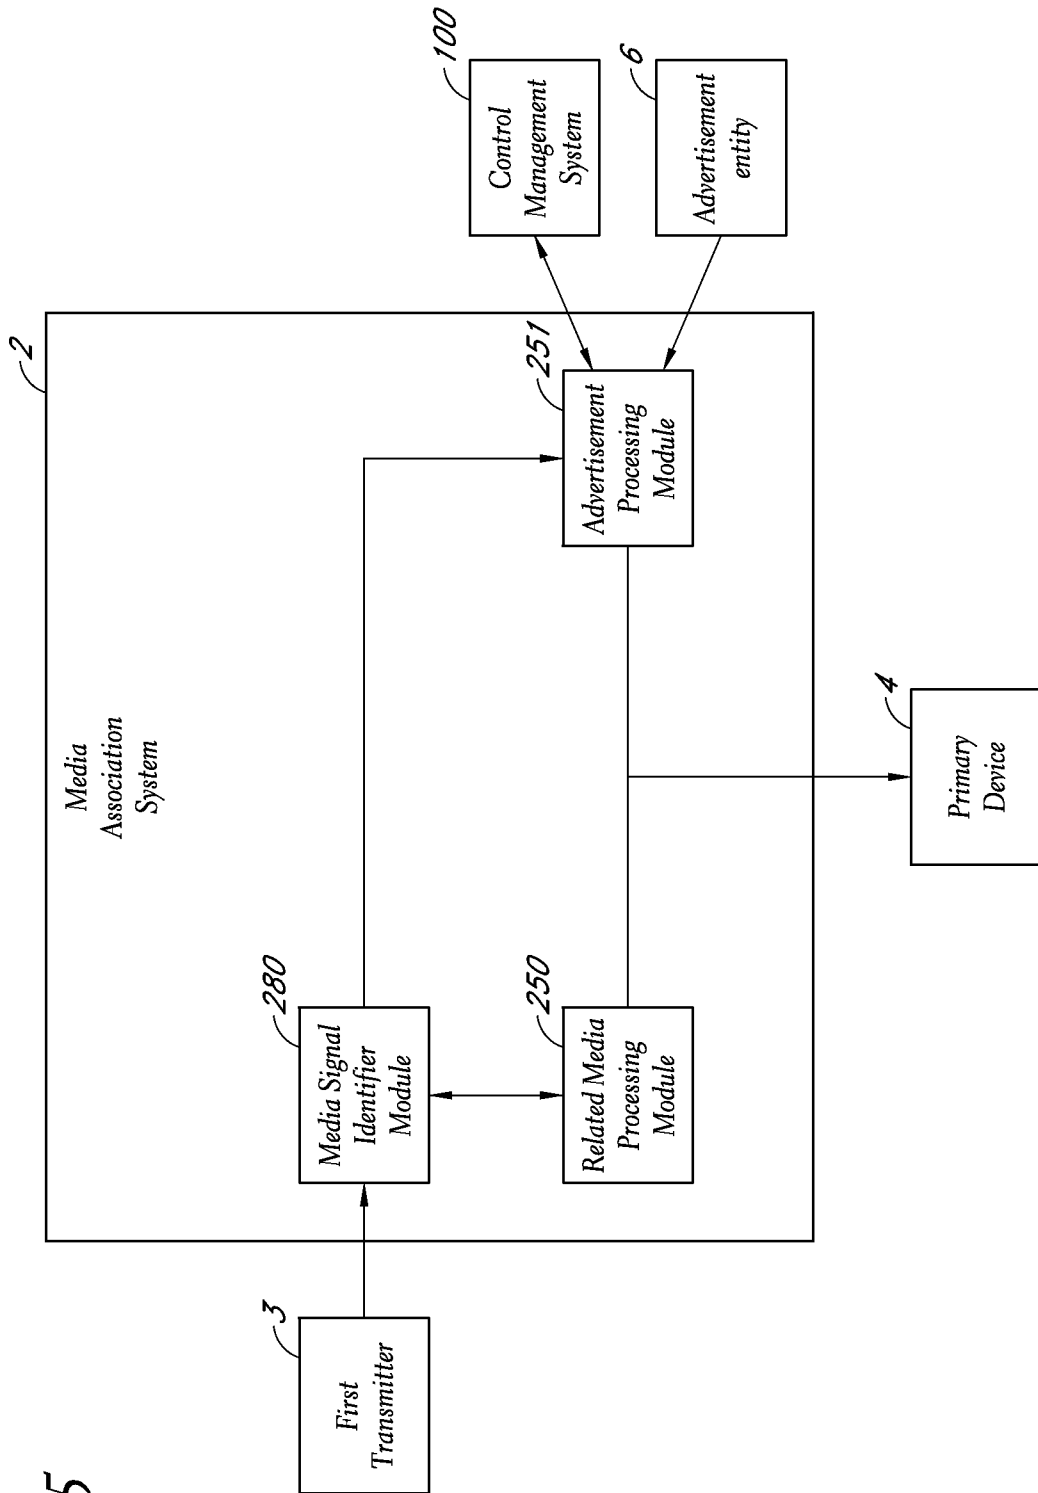 5
2
Media
Association
System
3
First
Transmitter
280
Media Signal
Identifier
Module
250
Related Media
Processing
Module
251
Advertisement
Processing
Module
100
Control
Management
System
6
Advertisement
entity
4
Primary
Device